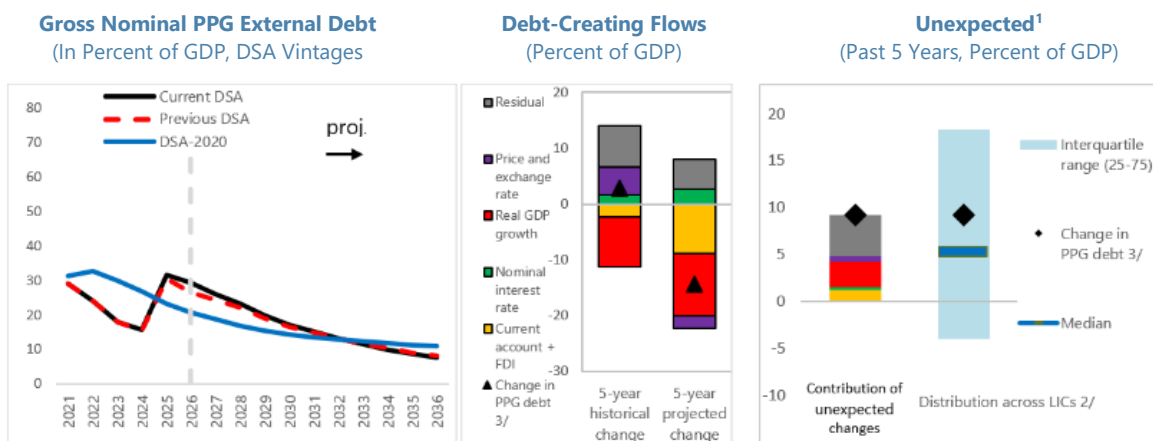 Gross Nominal PPG External Debt
(In Percent of GDP, DSA Vintages
80
70
60
50
40
30
20
10
0
Current DSA
Previous DSA
DSA-2020
proj.
2021
2022
2023
2024
2025
2026
2027
2028
2029
2030
2031
2032
2033
2034
2035
2036
Debt-Creating Flows
(Percent of GDP)
Residual
Price and
exchange
rate
Real GDP
growth
Nominal
interest
rate
Current
account +
FDI
Change in
PPG debt
3/
20
10
0
-10
-20
-30
5-year
historical
change
5-year
projected
change
Unexpected¹
(Past 5 Years, Percent of GDP)
20
15
10
5
0
-5
-10
Contribution of
unexpected
changes
Distribution across LICs 2/
Interquartile
range (25-75)
Change in
PPG debt 3/
Median